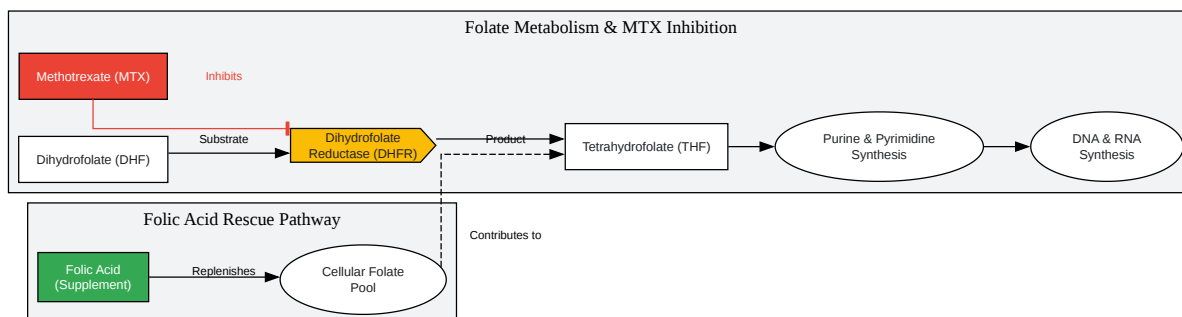 Folate Metabolism & MTX Inhibition
Methotrexate (MTX)
Inhibits
Dihydrofolate (DHF)
Substrate
Dihydrofolate
Reductase (DHFR)
Product
Tetrahydrofolate (THF)
Purine & Pyrimidine
Synthesis
DNA & RNA
Synthesis
Folic Acid Rescue Pathway
Folic Acid
(Supplement)
Replenishes
Cellular Folate
Pool
Contributes to